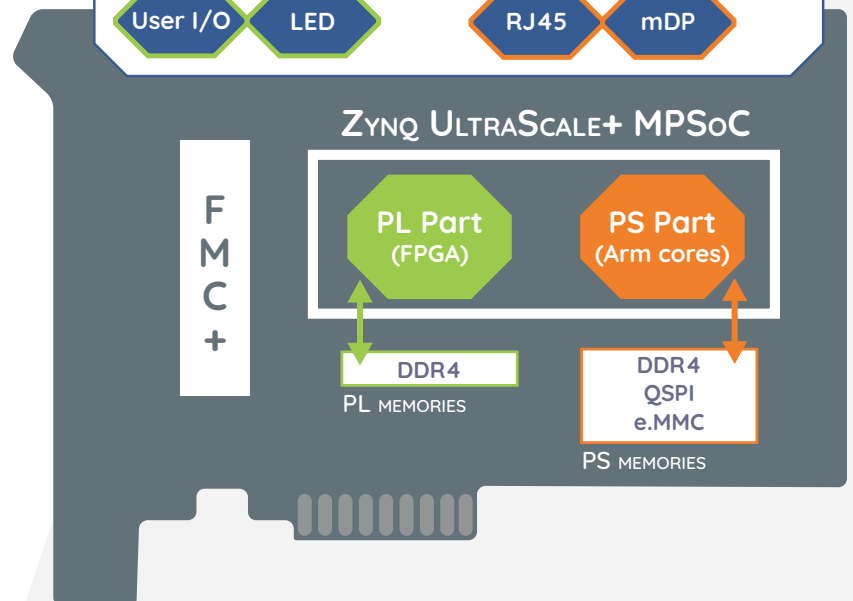 User I/O LED RJ45 mDP
ZYNQ ULTRASCALE+ MPSOC
F
M
C
+
PL Part
(FPGA)
PS Part
(Arm cores)
DDR4
PL MEMORIES
DDR4
QSPI
e.MMC
PS MEMORIES